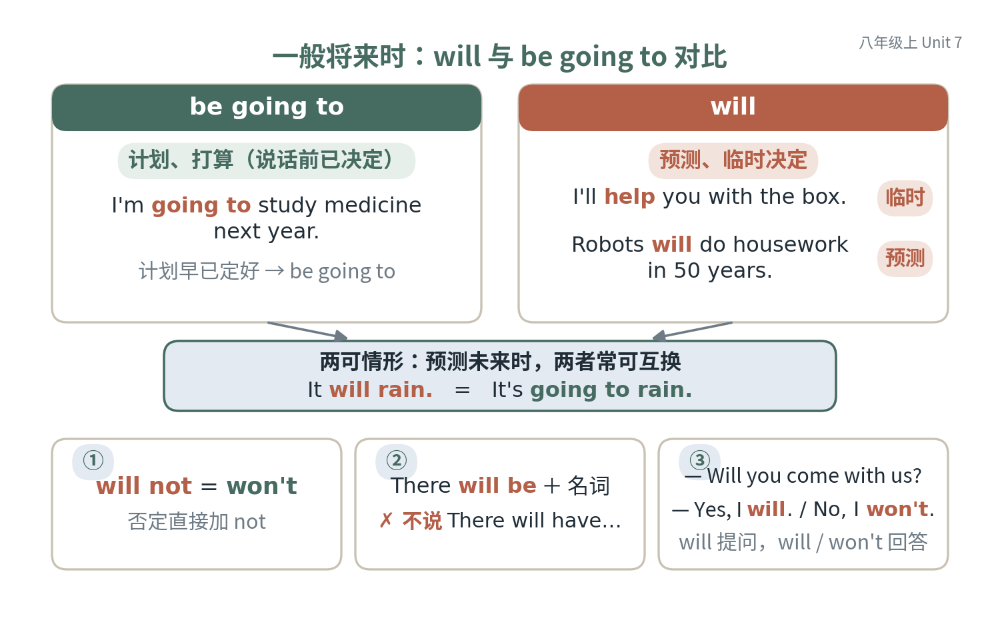 八年级上 Unit 7
一般将来时：will 与 be going to 对比
be going to
计划、打算（说话前已决定）
I'm going to study medicine
next year.
计划早已定好 → be going to
will
预测、临时决定
I'll help you with the box.
临时
Robots will do housework
in 50 years.
预测
两可情形：预测未来时，两者常可互换
It will rain. = It's going to rain.
①
will not = won't
否定直接加 not
②
There will be ＋ 名词
✗ 不说 There will have…
③
— Will you come with us?
— Yes, I will. / No, I won't.
will 提问，will / won't 回答